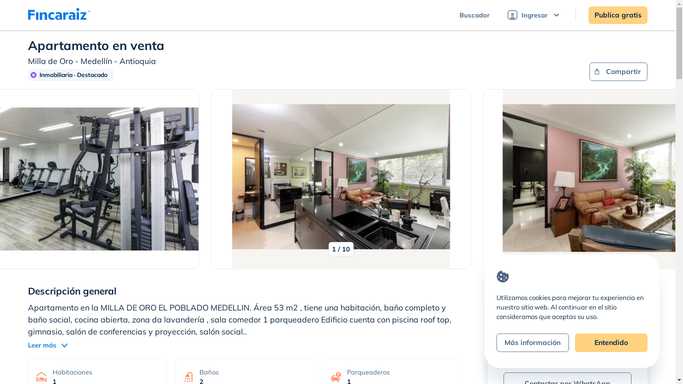 Fincaraiz
Buscador
Ingresar
Publica gratis
Apartamento en venta
Milla de Oro - Medellín - Antioquia
Inmobiliaria · Destacado
Compartir
1 / 10
Descripción general
Apartamento en la MILLA DE ORO EL POBLADO MEDELLIN. Área 53 m2 , tiene una habitación, baño completo y
baño social, cocina abierta, zona da lavandería , sala comedor 1 parqueadero Edificio cuenta con piscina roof top,
gimnasio, salón de conferencias y proyección, salón social..
Leer más
Habitaciones
1
Baños
2
Parqueaderos
1
Utilizamos cookies para mejorar tu experiencia en
nuestro sitio web. Al continuar en el sitio
consideramos que aceptas su uso.
Más información
Entendido
Contactar por WhatsApp